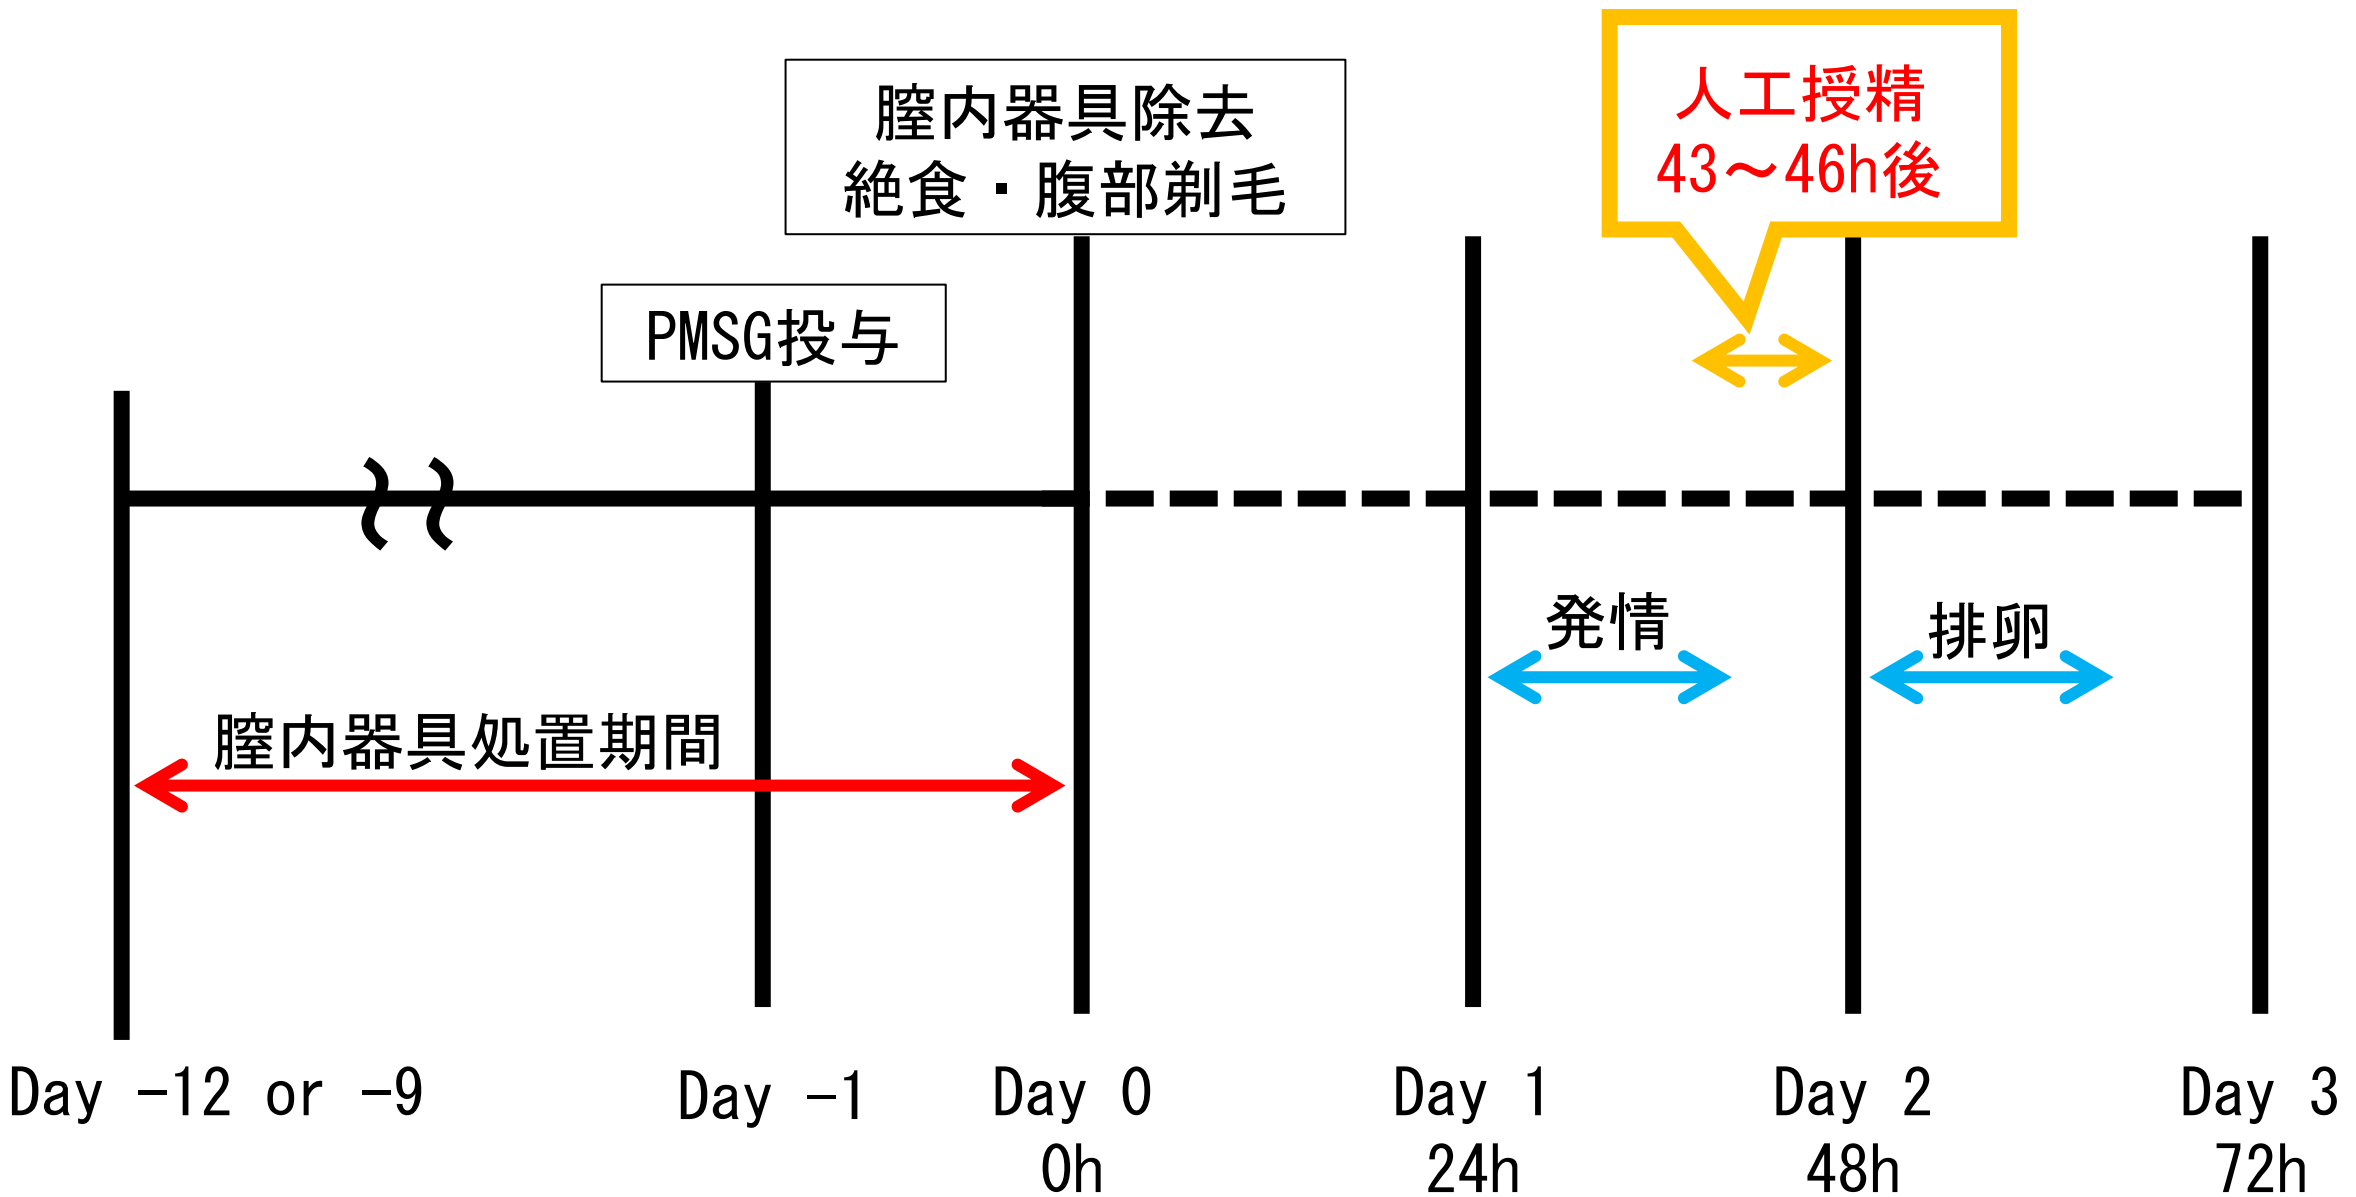 人工授精
43～46h後
膣内器具除去
絶食・腹部剃毛
PMSG投与
発情
排卵
膣内器具処置期間
Day -12 or -9
Day -1
Day 0
0h
Day 1
24h
Day 2
48h
Day 3
72h